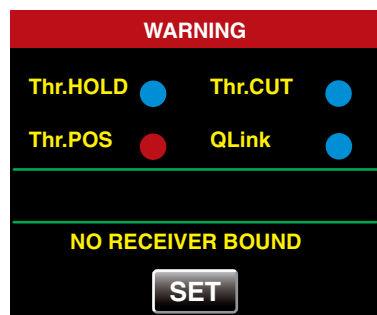 WARNING
Thr.HOLD Thr.CUT
Thr.POS QLink
NO RECEIVER BOUND
SET